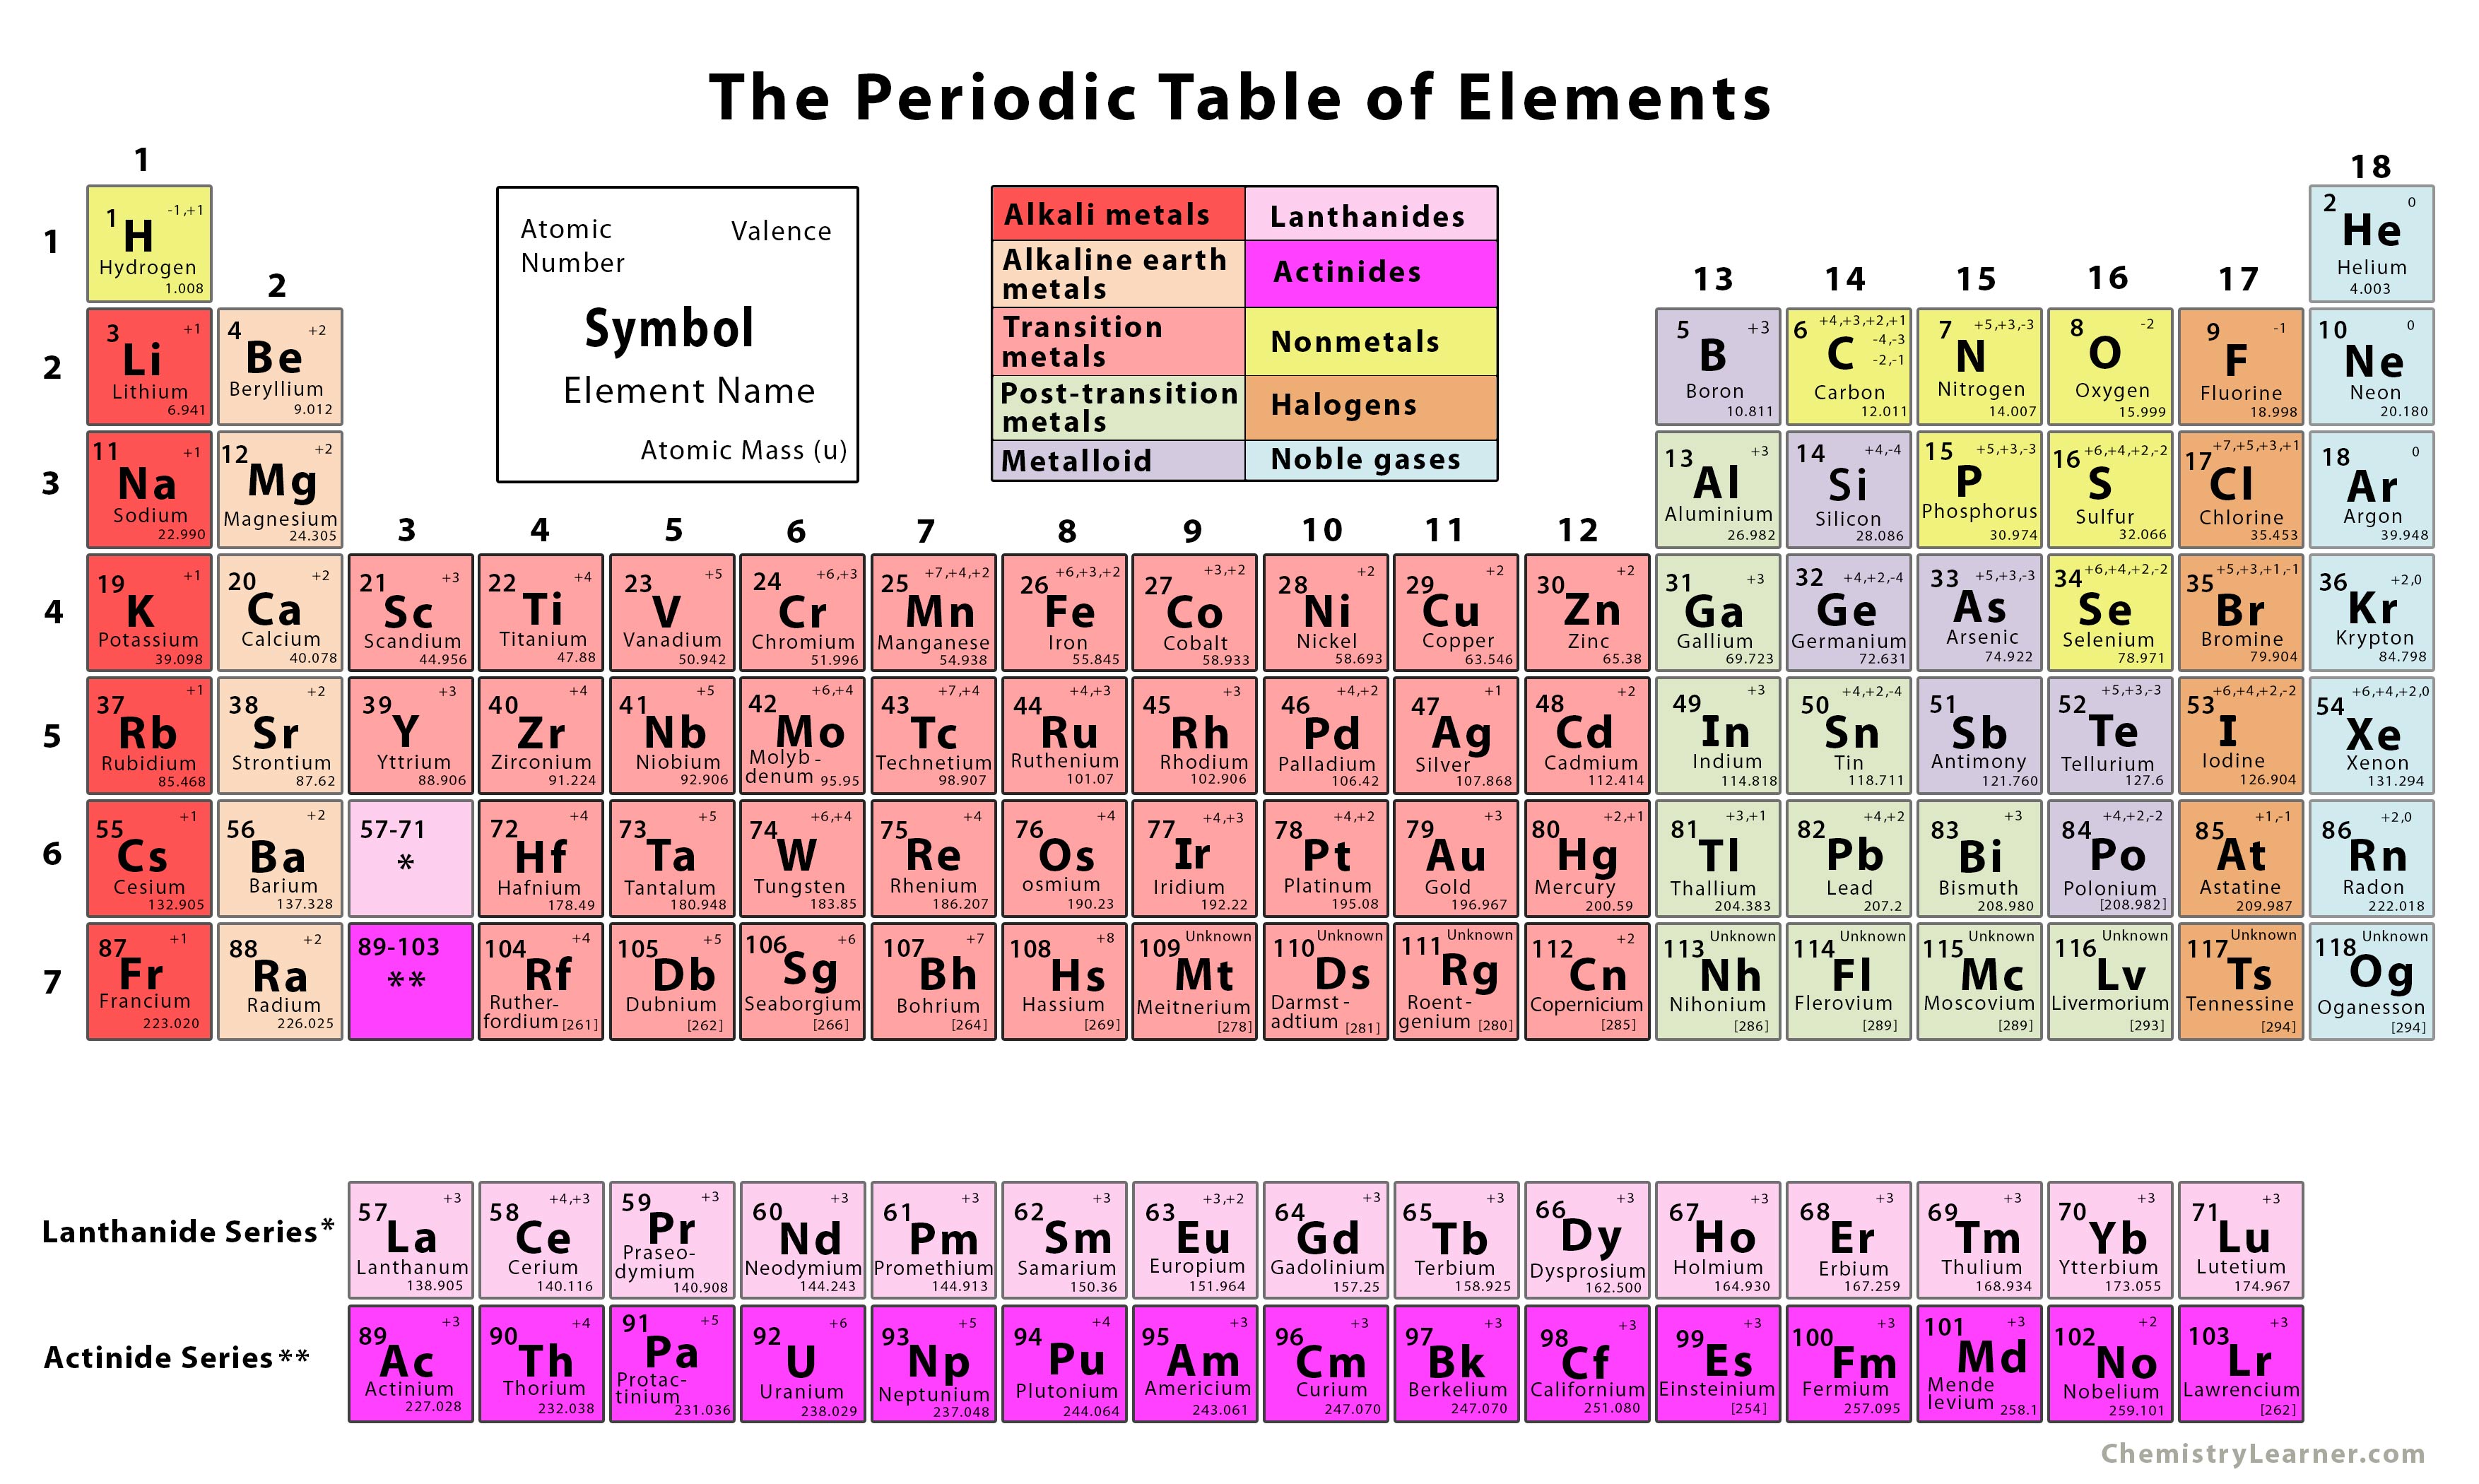 The Periodic Table of Elements
1
18
1
1 -1,+1
H
Hydrogen
1.008
2
Atomic
Number
Valence
Symbol
Element Name
Atomic Mass (u)
Alkali metals
Lanthanides
Alkaline earth
metals
Actinides
Transition
metals
Nonmetals
Post-transition
metals
Halogens
Metalloid
Noble gases
13
14
15
16
17
2 0
He
Helium
4.003
2
3 +1
Li
Lithium
6.941
4 +2
Be
Beryllium
9.012
5 +3
B
Boron
10.811
6 +4,+3,+2,+1
-4,-3
C
-2,-1
Carbon
12.011
7 +5,+3,-3
N
Nitrogen
14.007
8 -2
O
Oxygen
15.999
9 -1
F
Fluorine
18.998
10 0
Ne
Neon
20.180
3
11 +1
Na
Sodium
22.990
12 +2
Mg
Magnesium
24.305
3
4
5
6
7
8
9
10
11
12
13 +3
Al
Aluminium
26.982
14 +4,-4
Si
Silicon
28.086
15 +5,+3,-3
P
Phosphorus
30.974
16 +6,+4,+2,-2
S
Sulfur
32.066
17 +7,+5,+3,+1
Cl
Chlorine
35.453
18 0
Ar
Argon
39.948
4
19 +1
K
Potassium
39.098
20 +2
Ca
Calcium
40.078
21 +3
Sc
Scandium
44.956
22 +4
Ti
Titanium
47.88
23 +5
V
Vanadium
50.942
24 +6,+3
Cr
Chromium
51.996
25 +7,+4,+2
Mn
Manganese
54.938
26 +6,+3,+2
Fe
Iron
55.845
27 +3,+2
Co
Cobalt
58.933
28 +2
Ni
Nickel
58.693
29 +2
Cu
Copper
63.546
30 +2
Zn
Zinc
65.38
31 +3
Ga
Gallium
69.723
32 +4,+2,-4
Ge
Germanium
72.631
33 +5,+3,-3
As
Arsenic
74.922
34 +6,+4,+2,-2
Se
Selenium
78.971
35 +5,+3,+1,-1
Br
Bromine
79.904
36 +2,0
Kr
Krypton
84.798
5
37 +1
Rb
Rubidium
85.468
38 +2
Sr
Strontium
87.62
39 +3
Y
Yttrium
88.906
40 +4
Zr
Zirconium
91.224
41 +5
Nb
Niobium
92.906
42 +6,+4
Mo
Molyb-
denum 95.95
43 +7,+4
Tc
Technetium
98.907
44 +4,+3
Ru
Ruthenium
101.07
45 +3
Rh
Rhodium
102.906
46 +4,+2
Pd
Palladium
106.42
47 +1
Ag
Silver
107.868
48 +2
Cd
Cadmium
112.414
49 +3
In
Indium
114.818
50 +4,+2,-4
Sn
Tin
118.711
51
Sb
Antimony
121.760
52 +5,+3,-3
Te
Tellurium
127.6
53 +6,+4,+2,-2
I
Iodine
126.904
54 +6,+4,+2,0
Xe
Xenon
131.294
6
55 +1
Cs
Cesium
132.905
56 +2
Ba
Barium
137.328
57-71
*
72 +4
Hf
Hafnium
178.49
73 +5
Ta
Tantalum
180.948
74 +6,+4
W
Tungsten
183.85
75 +4
Re
Rhenium
186.207
76 +4
Os
osmium
190.23
77 +4,+3
Ir
Iridium
192.22
78 +4,+2
Pt
Platinum
195.08
79 +3
Au
Gold
196.967
80 +2,+1
Hg
Mercury
200.59
81 +3,+1
Tl
Thallium
204.383
82 +4,+2
Pb
Lead
207.2
83 +3
Bi
Bismuth
208.980
84 +4,+2,-2
Po
Polonium
[208.982]
85 +1,-1
At
Astatine
209.987
86 +2,0
Rn
Radon
222.018
7
87 +1
Fr
Francium
223.020
88 +2
Ra
Radium
226.025
89-103
**
104 +4
Rf
Ruther-
fordium [261]
105 +5
Db
Dubnium
[262]
106 +6
Sg
Seaborgium
[266]
107 +7
Bh
Bohrium
[264]
108 +8
Hs
Hassium
[269]
109 Unknown
Mt
Meitnerium
[278]
110 Unknown
Ds
Darmst-
adtium [281]
111 Unknown
Rg
Roent-
genium [280]
112 +2
Cn
Copernicium
[285]
113 Unknown
Nh
Nihonium
[286]
114 Unknown
Fl
Flerovium
[289]
115 Unknown
Mc
Moscovium
[289]
116 Unknown
Lv
Livermorium
[293]
117 Unknown
Ts
Tennessine
[294]
118 Unknown
Og
Oganesson
[294]
Lanthanide Series*
57 +3
La
Lanthanum
138.905
58 +4,+3
Ce
Cerium
140.116
59 +3
Pr
Praseo-
dymium
140.908
60 +3
Nd
Neodymium
144.243
61 +3
Pm
Promethium
144.913
62 +3
Sm
Samarium
150.36
63 +3,+2
Eu
Europium
151.964
64 +3
Gd
Gadolinium
157.25
65 +3
Tb
Terbium
158.925
66 +3
Dy
Dysprosium
162.500
67 +3
Ho
Holmium
164.930
68 +3
Er
Erbium
167.259
69 +3
Tm
Thulium
168.934
70 +3
Yb
Ytterbium
173.055
71 +3
Lu
Lutetium
174.967
Actinide Series**
89 +3
Ac
Actinium
227.028
90 +4
Th
Thorium
232.038
91 +5
Pa
Protac-
tinium
231.036
92 +6
U
Uranium
238.029
93 +5
Np
Neptunium
237.048
94 +4
Pu
Plutonium
244.064
95 +3
Am
Americium
243.061
96 +3
Cm
Curium
247.070
97 +3
Bk
Berkelium
247.070
98 +3
Cf
Californium
251.080
99 +3
Es
Einsteinium
[254]
100 +3
Fm
Fermium
257.095
101 +3
Md
Mende
levium 258.1
102 +2
No
Nobelium
259.101
103 +3
Lr
Lawrencium
[262]
ChemistryLearner.com